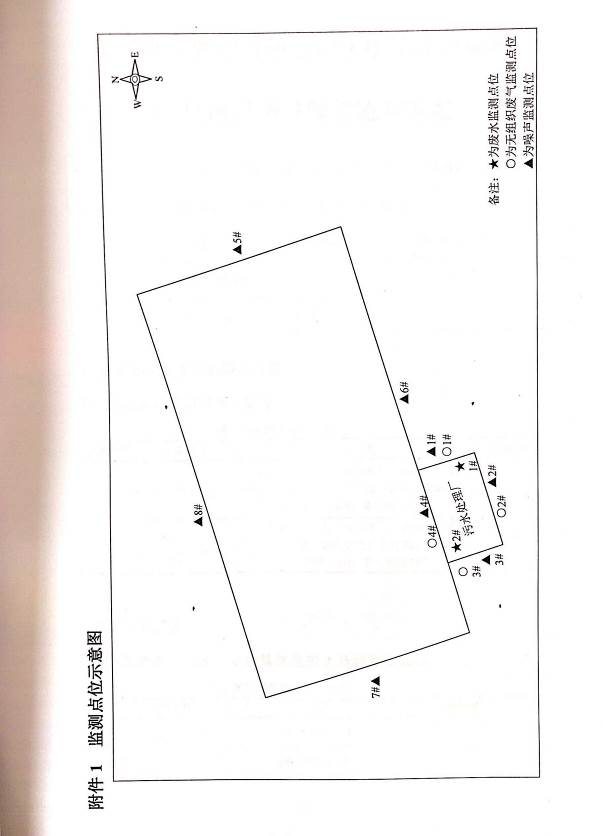 附件 1 监测点位示意图
N
W E
S
▲8#
▲5#
7#▲
▲6#
○4# ▲4#
★2#
污水处理厂
★
1#
▲1#
○1#
○
3#
▲
3#
○2# ▲2#
备注：★为废水监测点位
○为无组织废气监测点位
▲为噪声监测点位